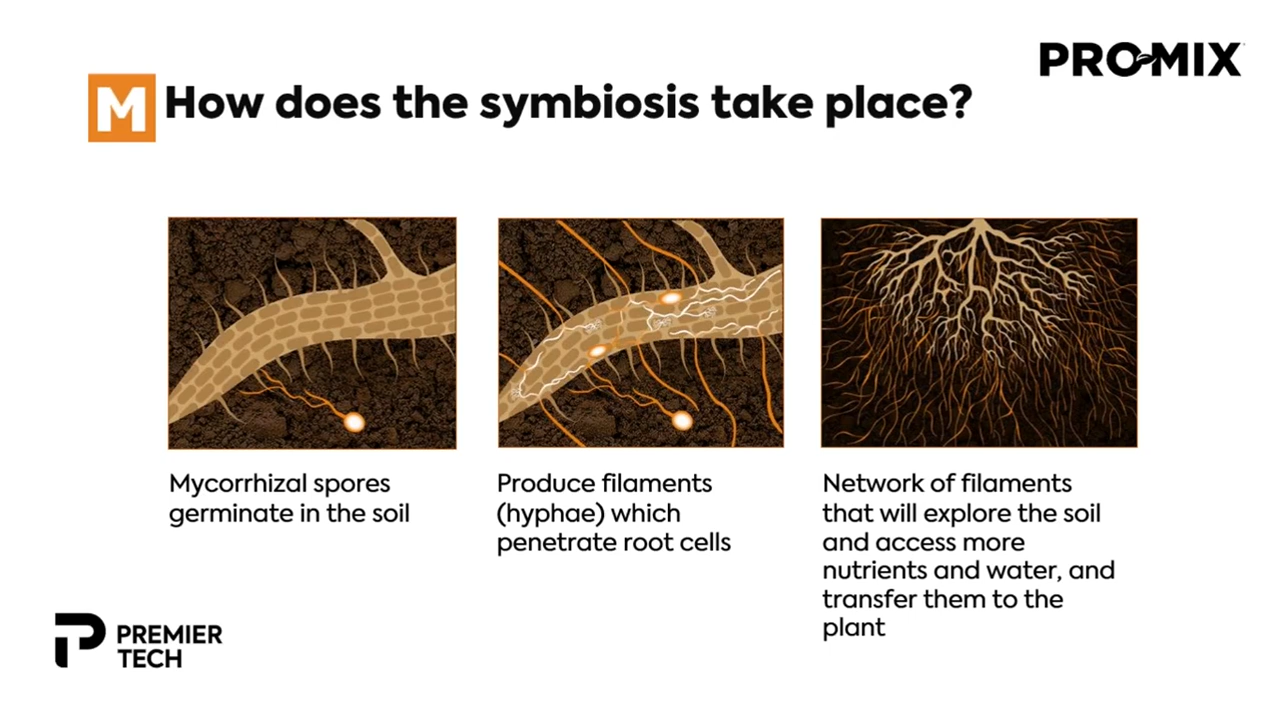 PRO-MIX
M How does the symbiosis take place?
Mycorrhizal spores
germinate in the soil
Produce filaments
(hyphae) which
penetrate root cells
Network of filaments
that will explore the soil
and access more
nutrients and water, and
transfer them to the
plant
PREMIER
TECH